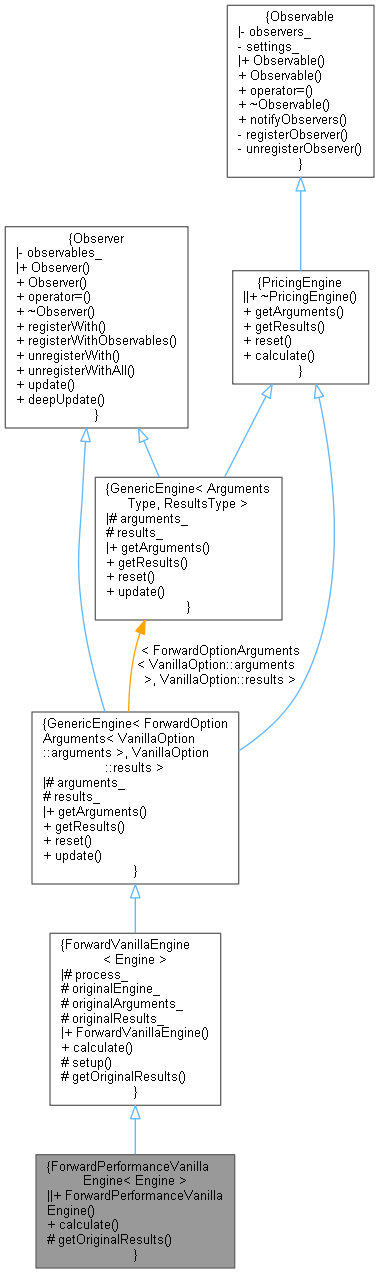 {Observable
|- observers_
- settings_
|+ Observable()
+ Observable()
+ operator=()
+ ~Observable()
+ notifyObservers()
- registerObserver()
- unregisterObserver()
}
{Observer
|- observables_
|+ Observer()
+ Observer()
+ operator=()
+ ~Observer()
+ registerWith()
+ registerWithObservables()
+ unregisterWith()
+ unregisterWithAll()
+ update()
+ deepUpdate()
}
{PricingEngine
||+ ~PricingEngine()
+ getArguments()
+ getResults()
+ reset()
+ calculate()
}
{GenericEngine< Arguments
Type, ResultsType >
|# arguments_
# results_
|+ getArguments()
+ getResults()
+ reset()
+ update()
}
< ForwardOptionArguments
< VanillaOption::arguments
>, VanillaOption::results >
{GenericEngine< ForwardOption
Arguments< VanillaOption
::arguments >, VanillaOption
::results >
|# arguments_
# results_
|+ getArguments()
+ getResults()
+ reset()
+ update()
}
{ForwardVanillaEngine
< Engine >
|# process_
# originalEngine_
# originalArguments_
# originalResults_
|+ ForwardVanillaEngine()
+ calculate()
# setup()
# getOriginalResults()
}
{ForwardPerformanceVanilla
Engine< Engine >
||+ ForwardPerformanceVanilla
Engine()
+ calculate()
# getOriginalResults()
}